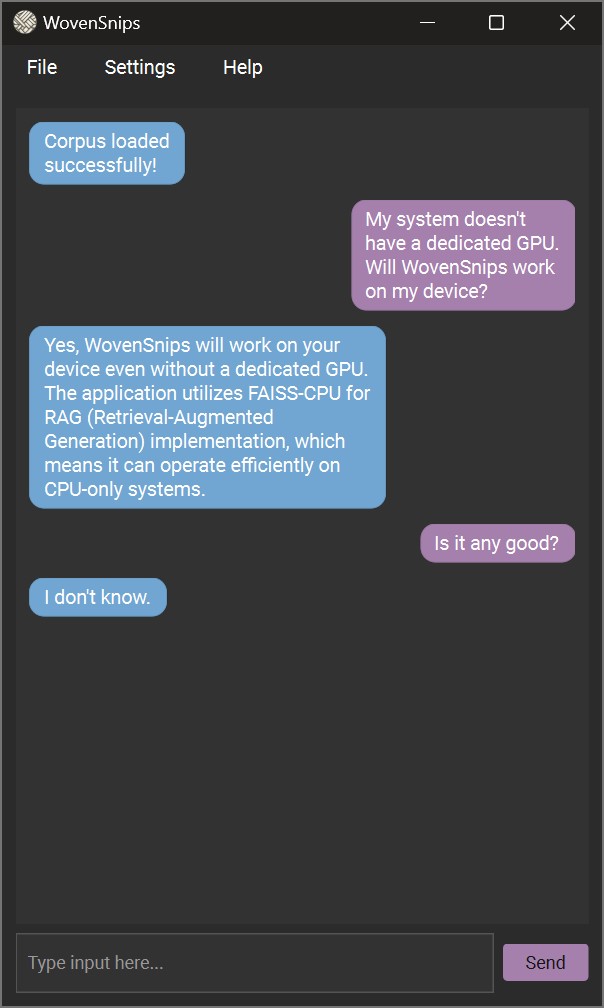 WovenSnips
File Settings Help
Corpus loaded
successfully!
My system doesn't
have a dedicated GPU.
Will WovenSnips work
on my device?
Yes, WovenSnips will work on your
device even without a dedicated GPU.
The application utilizes FAISS-CPU for
RAG (Retrieval-Augmented
Generation) implementation, which
means it can operate efficiently on
CPU-only systems.
Is it any good?
I don't know.
Type input here...
Send